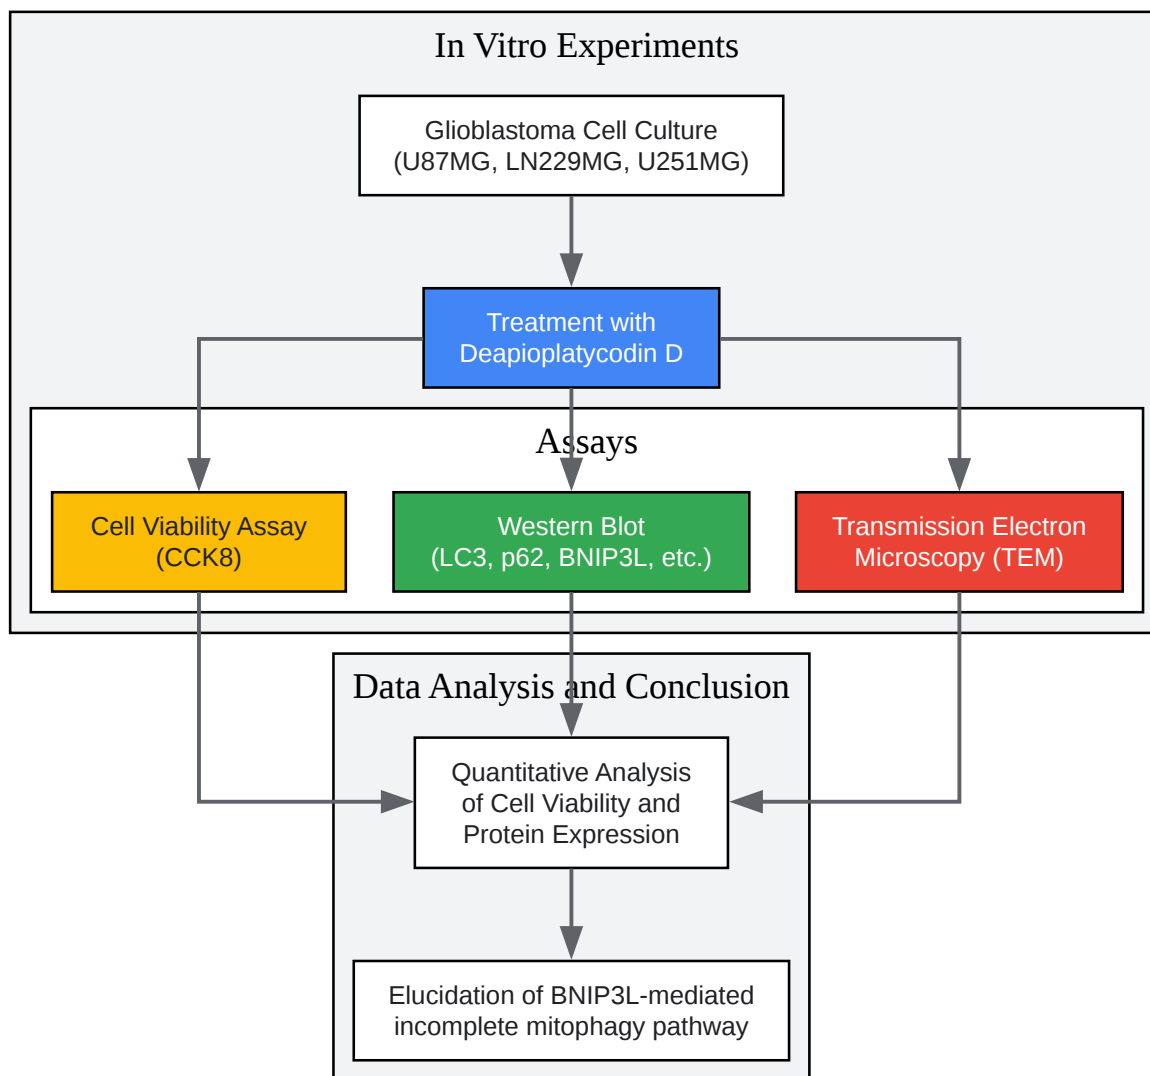 In Vitro Experiments
Glioblastoma Cell Culture
(U87MG, LN229MG, U251MG)
Treatment with
Deapioplatycodin D
Assays
Cell Viability Assay
(CCK8)
Western Blot
(LC3, p62, BNIP3L, etc.)
Transmission Electron
Microscopy (TEM)
Data Analysis and Conclusion
Quantitative Analysis
of Cell Viability and
Protein Expression
Elucidation of BNIP3L-mediated
incomplete mitophagy pathway